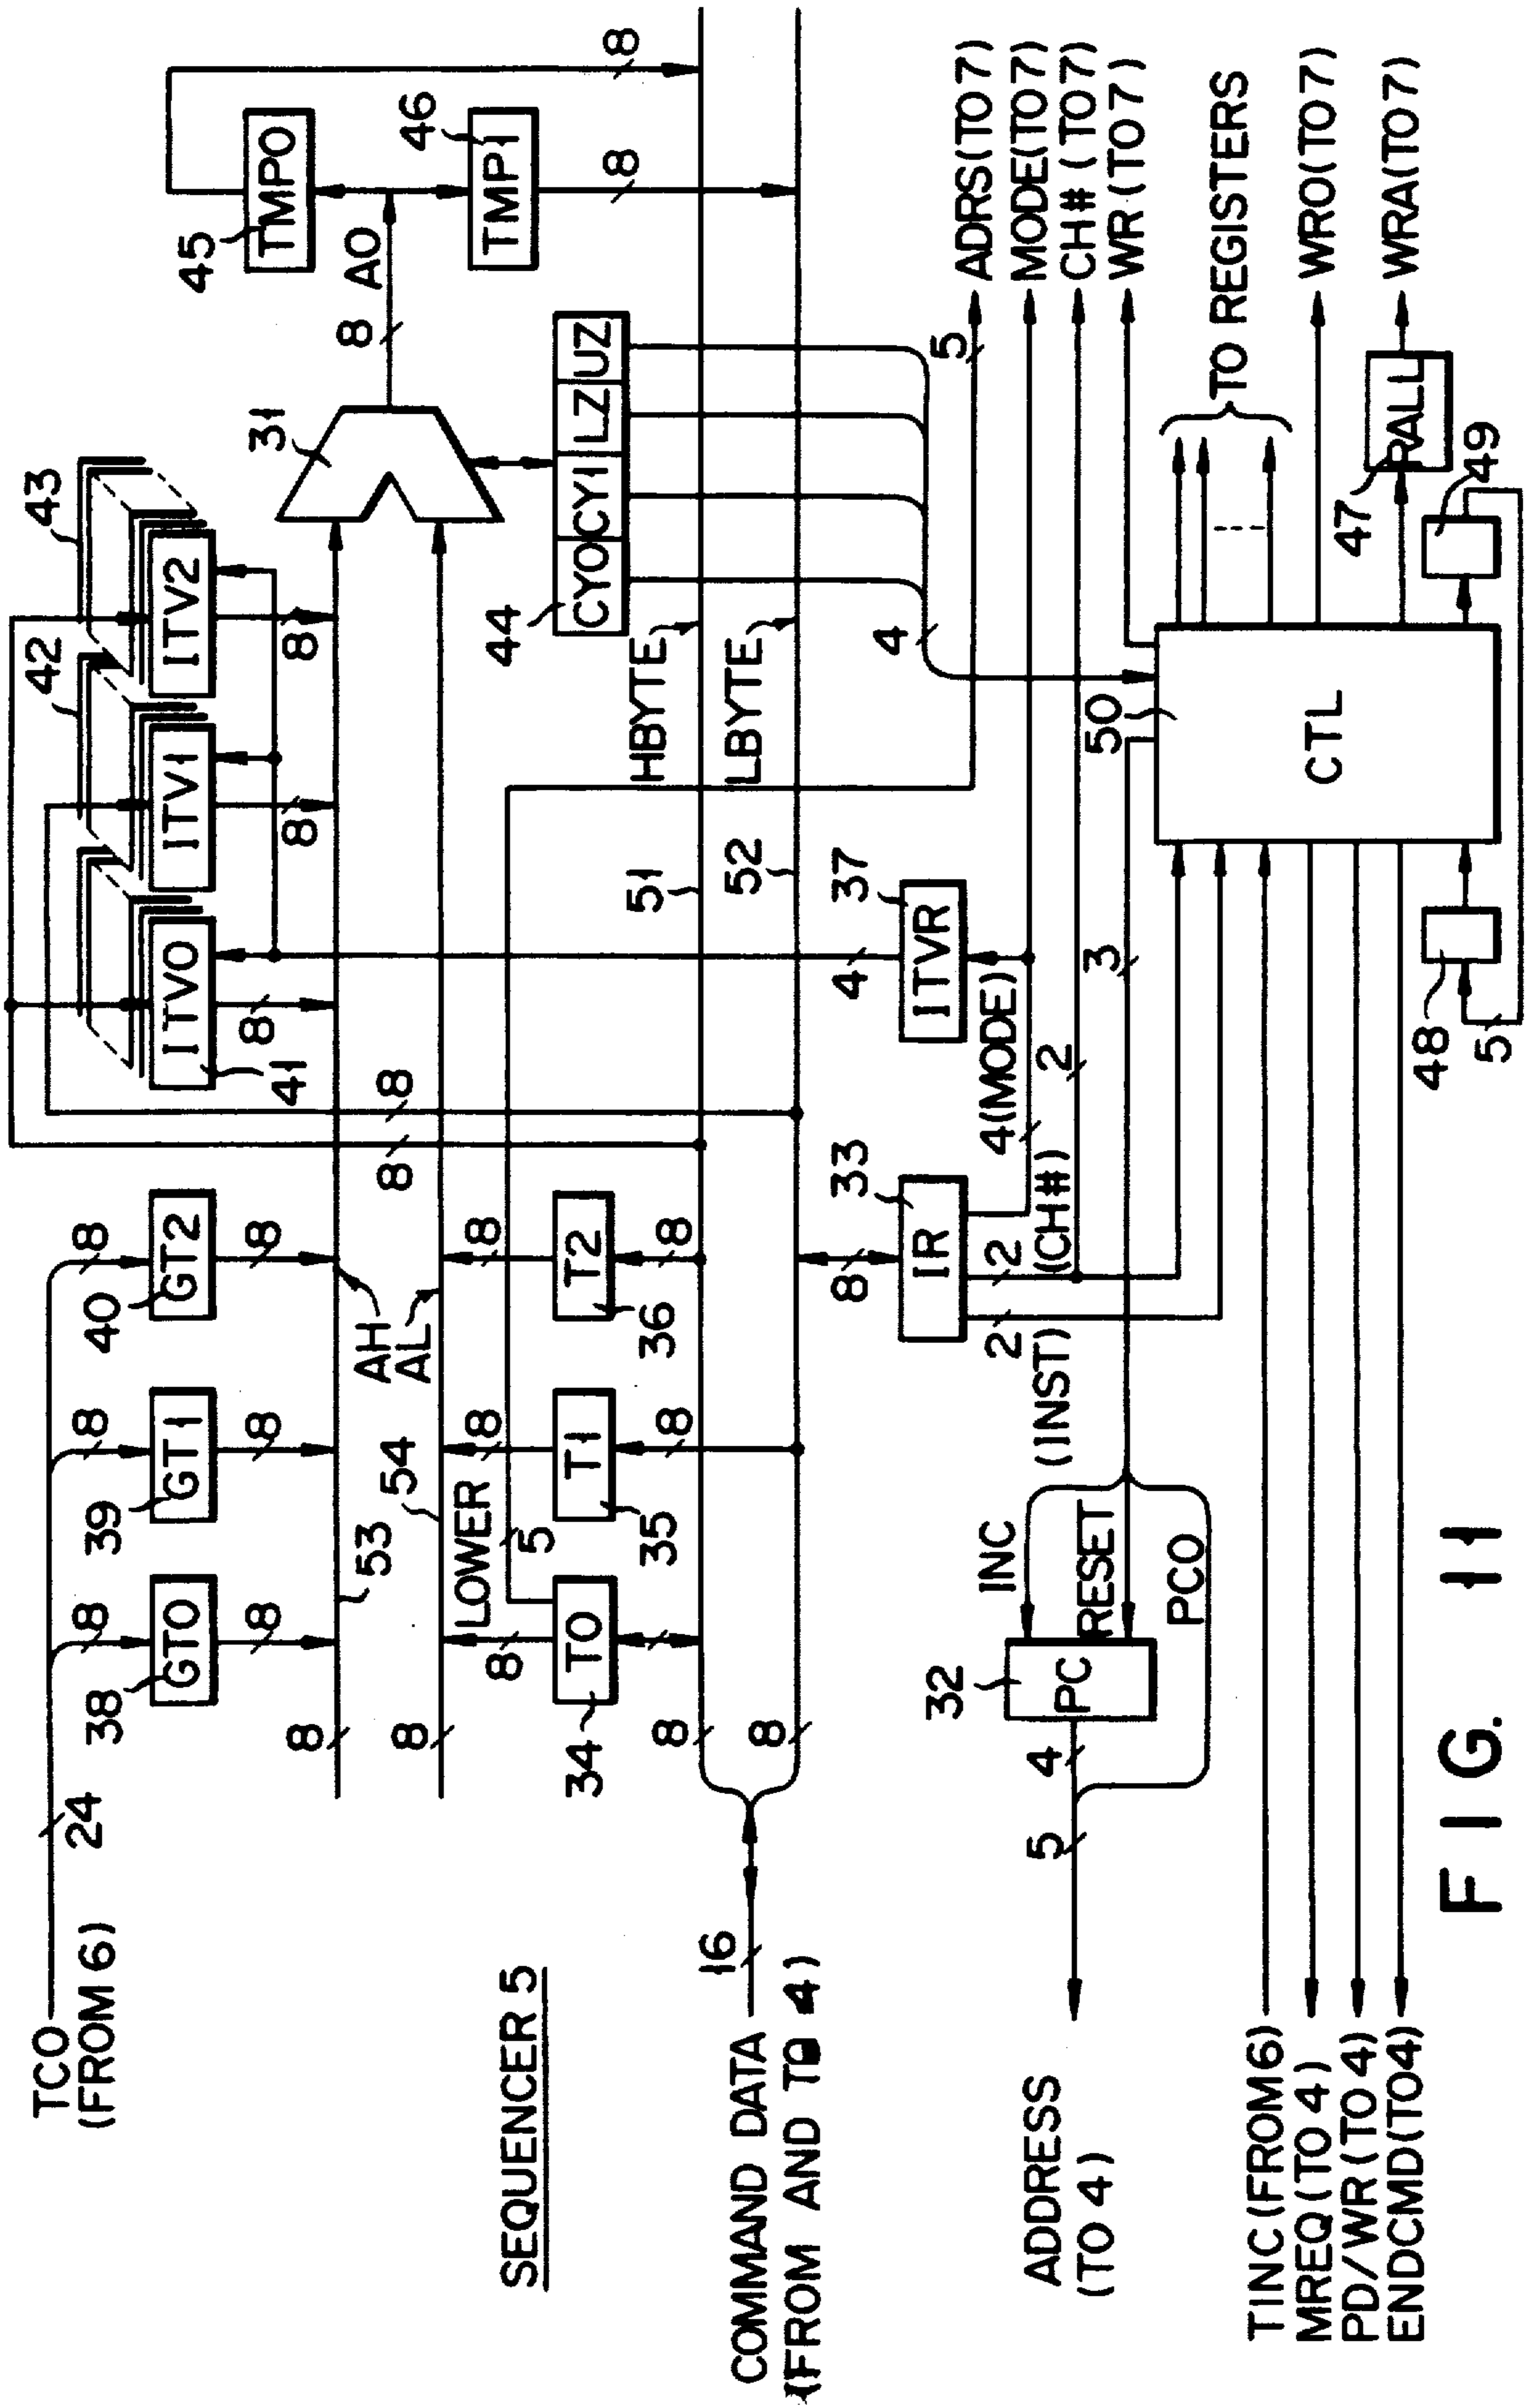 TCO
(FROM 6)
24
8
8
8
38
GT0
39
GT1
40
GT2
8
8
8
8
8
41
ITV0
42
ITV1
43
ITV2
8
8
8
53
8
AH
AL
31
8
AO
45
TMP0
46
TMP1
8
8
8
54
LOWER
5
8
8
8
34
T0
35
T1
36
T2
8
8
44
CY0
CY1
LZ
UZ
SEQUENCER 5
16
COMMAND DATA
(FROM AND TO 4)
8
8
51
HBYTE
52
LBYTE
4
8
33
IR
37
ITVR
4
4(MODE)
2
(CH#)
2
2
(INST)
5
ADRS(TO 7)
MODE(TO 7)
CH# (TO 7)
WR (TO 7)
32
PC
INC
RESET
PCO
3
4
5
ADDRESS
(TO 4)
50
CTL
TO REGISTERS
WRO(TO 7)
47
RALL
WRA(TO 7)
48
49
5
TINC(FROM 6)
MREQ(TO 4)
PD/WR(TO 4)
ENDCMD(TO4)
FIG. 11